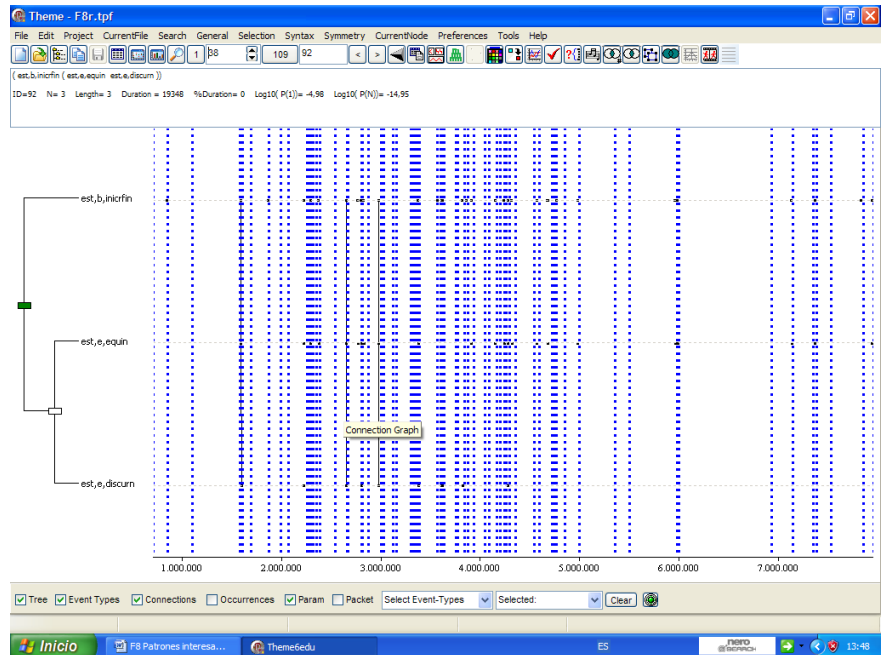 Theme - F8r.tpf
File Edit Project CurrentFile Search General Selection Syntax Symmetry CurrentNode Preferences Tools Help
1 38 109 92 < >
( est,b,inicrfin ( est,e,equin est,e,discurn ))
ID=92 N= 3 Length= 3 Duration = 19348 %Duration= 0 Log10( P(1))= -4,98 Log10( P(N))= -14,95
est,b,inicrfin
est,e,equin
Connection Graph
est,e,discurn
1.000.000 2.000.000 3.000.000 4.000.000 5.000.000 6.000.000 7.000.000
Tree Event Types Connections Occurrences Param Packet Select Event-Types Selected: Clear
Inicio F8 Patrones interesa... Theme6edu ES nero SEARCH 13:48